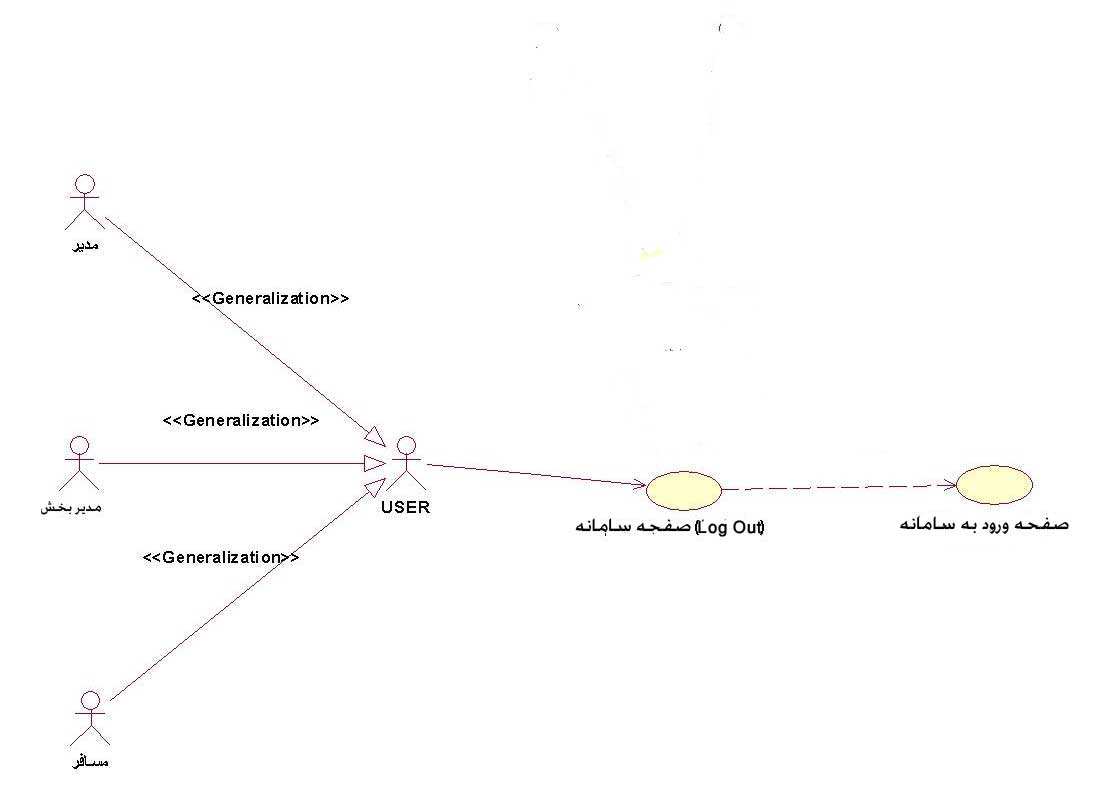 مدیر
<<Generalization>>
<<Generalization>>
مدیر بخش
USER
صفحه سامانه (Log Out)
صفحه ورود به سامانه
<<Generalization>>
مسافر